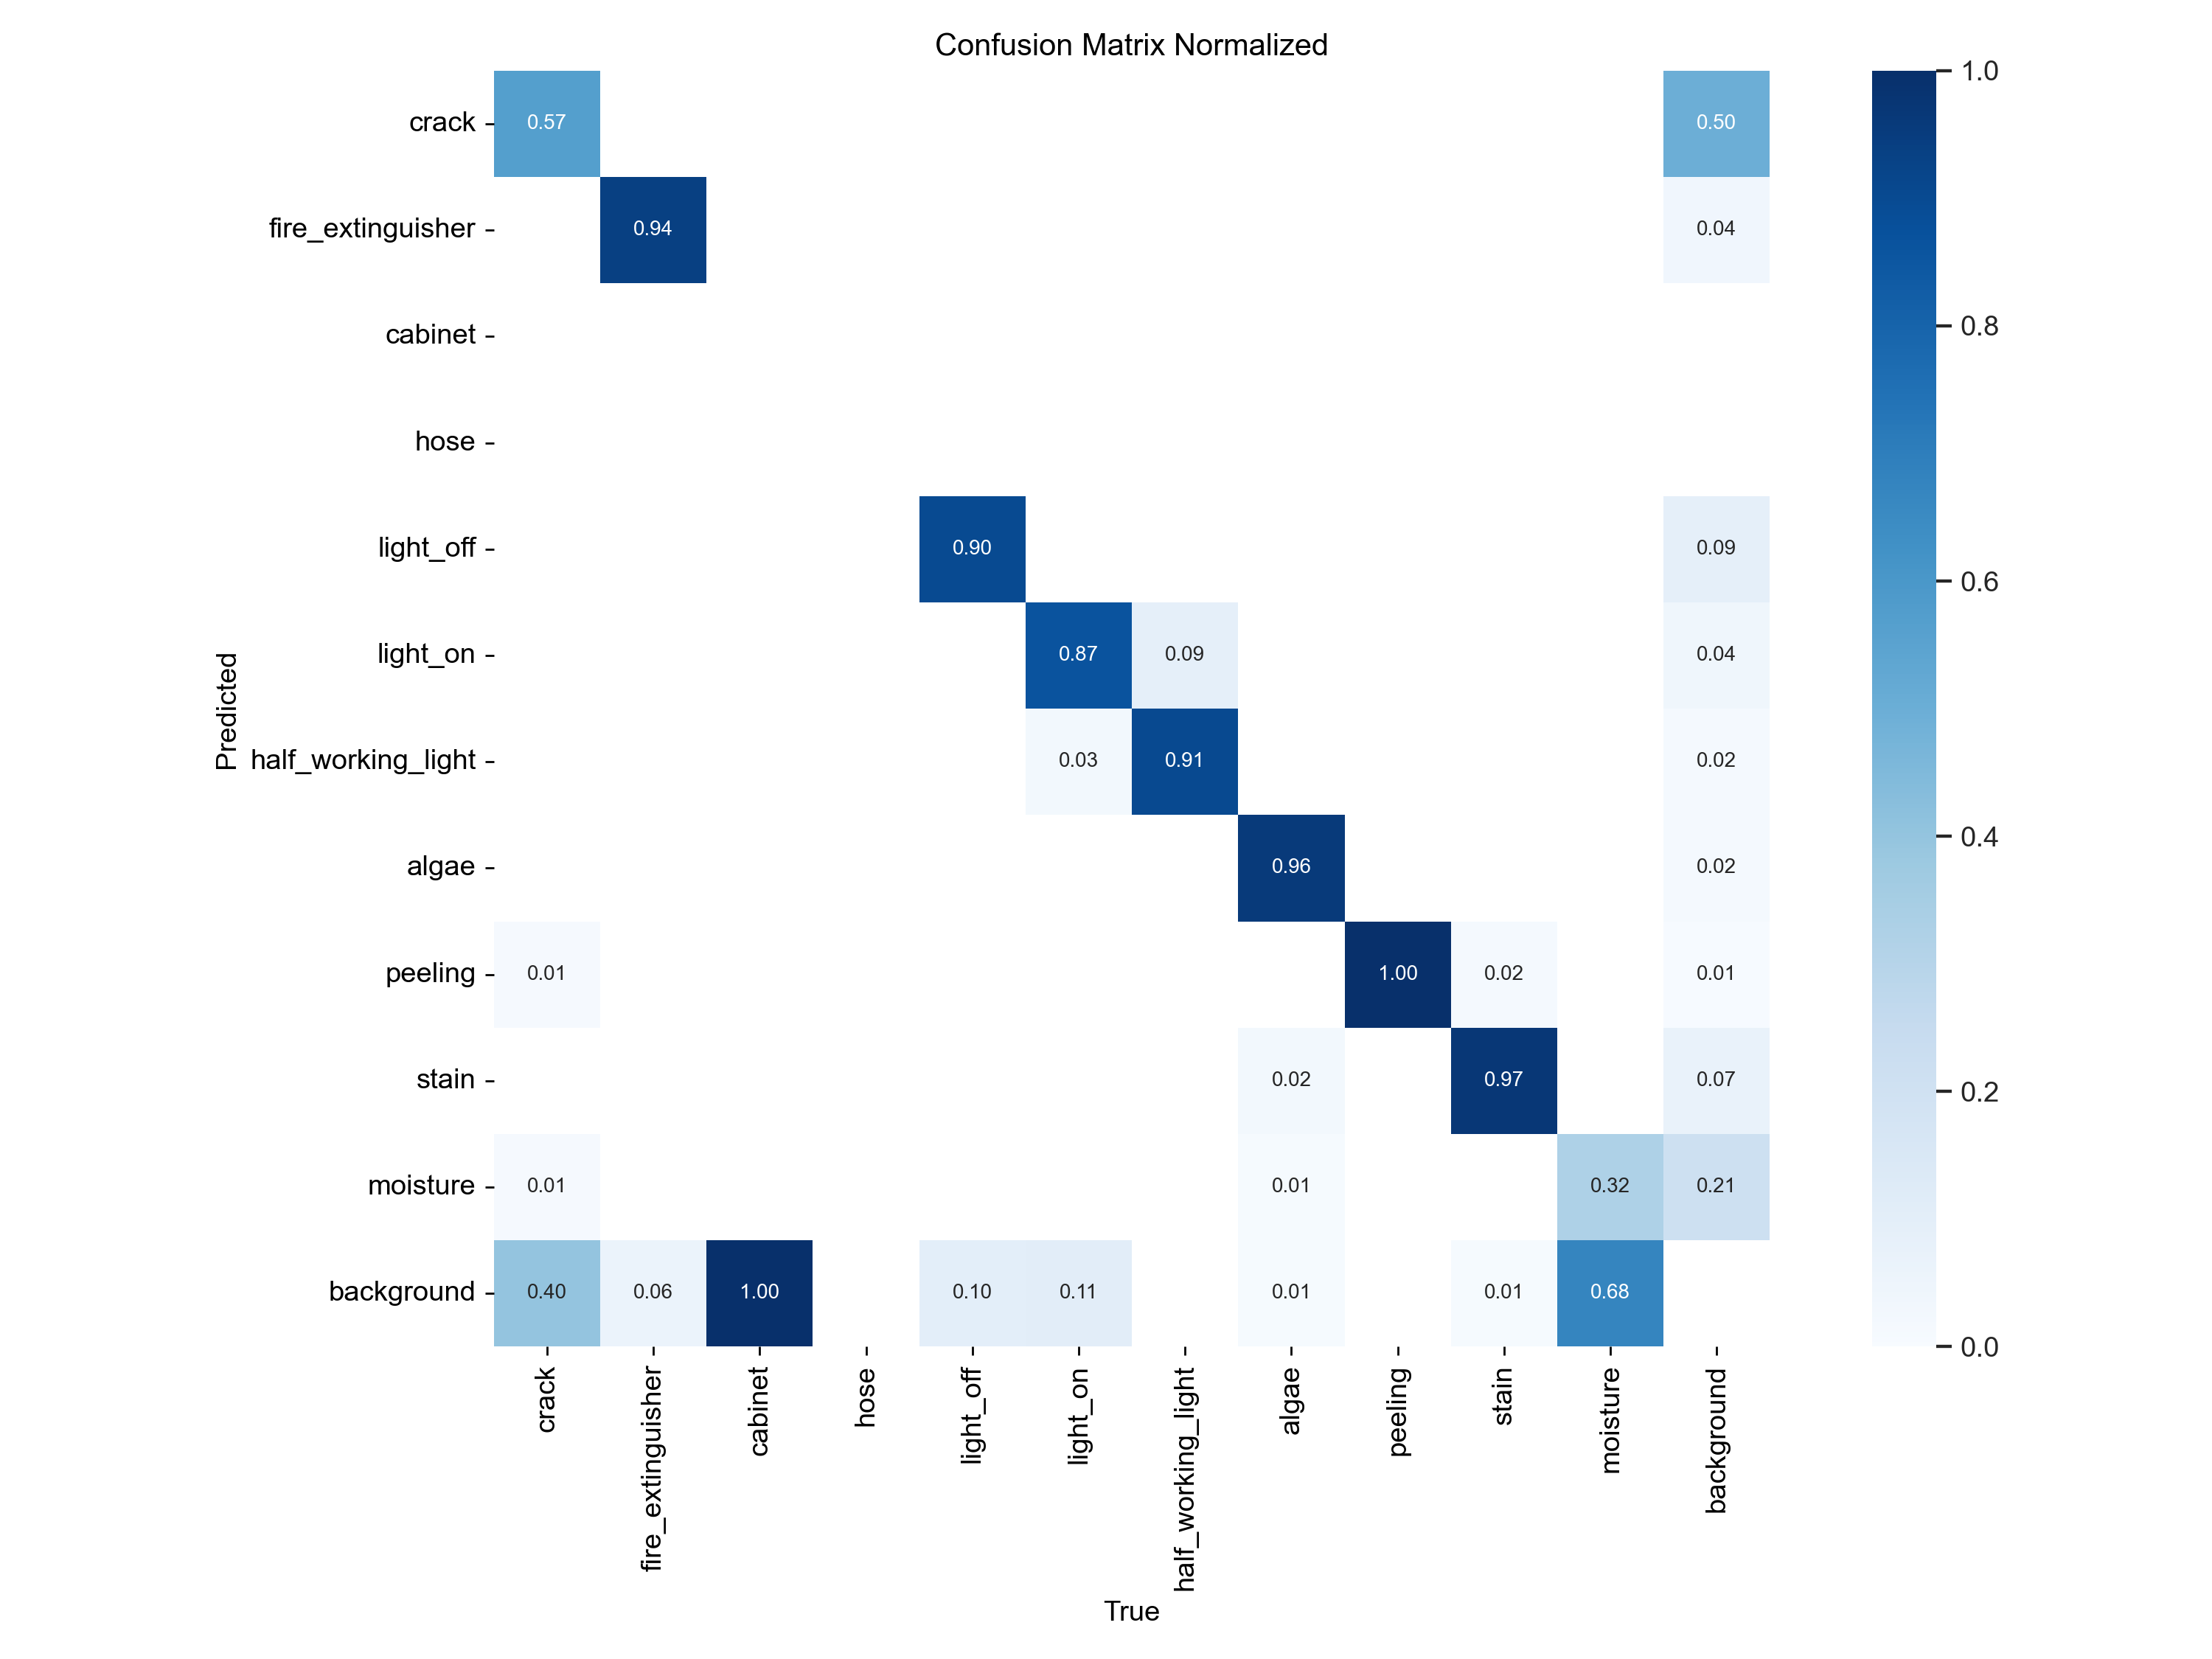 Confusion Matrix Normalized
crack 0.57 0.50
fire_extinguisher 0.94 0.04
cabinet
hose
light_off 0.90 0.09
light_on 0.87 0.09 0.04
half_working_light 0.03 0.91 0.02
algae 0.96 0.02
peeling 0.01 1.00 0.02 0.01
stain 0.02 0.97 0.07
moisture 0.01 0.01 0.32 0.21
background 0.40 0.06 1.00 0.10 0.11 0.01 0.01 0.68
Predicted
crack fire_extinguisher cabinet hose light_off light_on half_working_light algae peeling stain moisture background
True
1.0
0.8
0.6
0.4
0.2
0.0